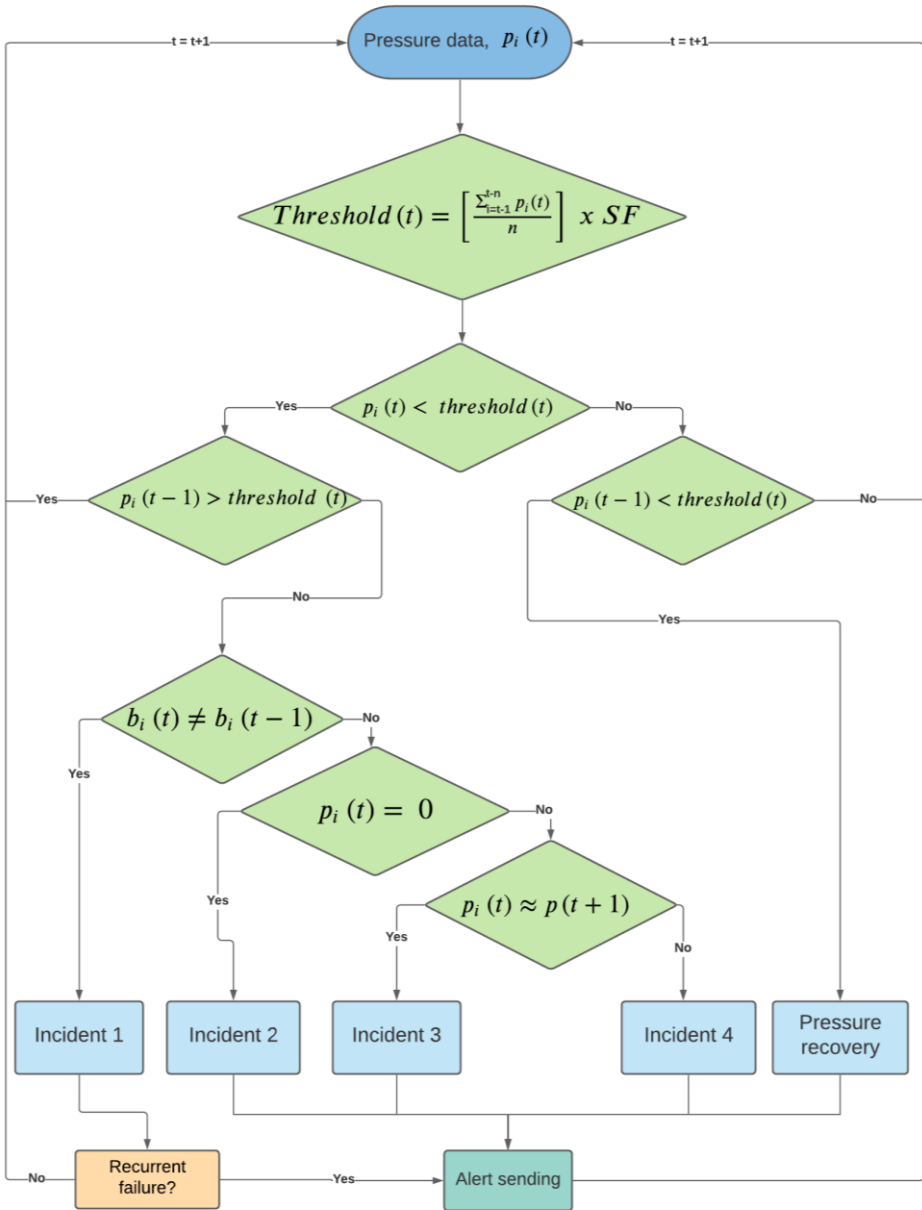 t = t+1
Pressure data, p_i (t)
t = t+1
Threshold (t) = [ Σ_{i=t-1}^{t-n} p_i (t) / n ] x SF
Yes
p_i (t) < threshold (t)
No
Yes
p_i (t − 1) > threshold (t)
p_i (t − 1) < threshold (t)
No
No
Yes
b_i (t) ≠ b_i (t − 1)
No
Yes
p_i (t) = 0
No
Yes
p_i (t) ≈ p (t + 1)
Yes
No
Incident 1
Incident 2
Incident 3
Incident 4
Pressure
recovery
No
Recurrent
failure?
Yes
Alert sending